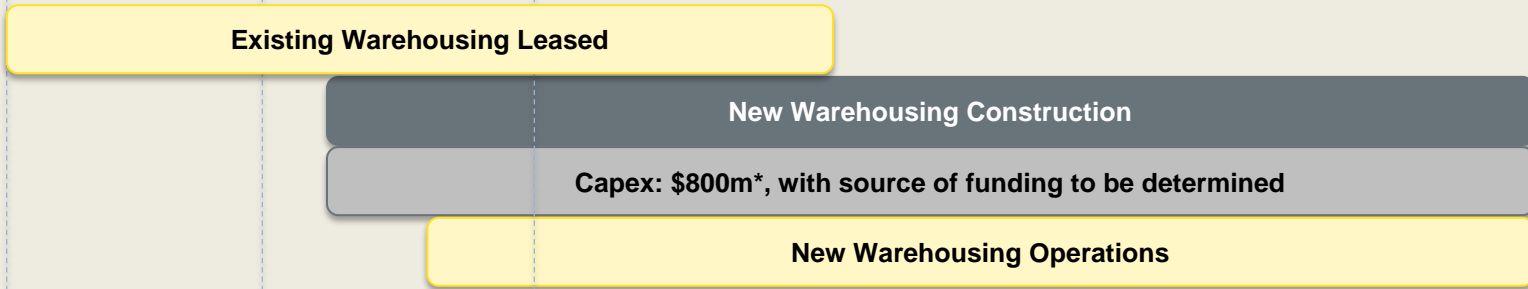 Existing Warehousing Leased
New Warehousing Construction
Capex: $800m*, with source of funding to be determined
New Warehousing Operations